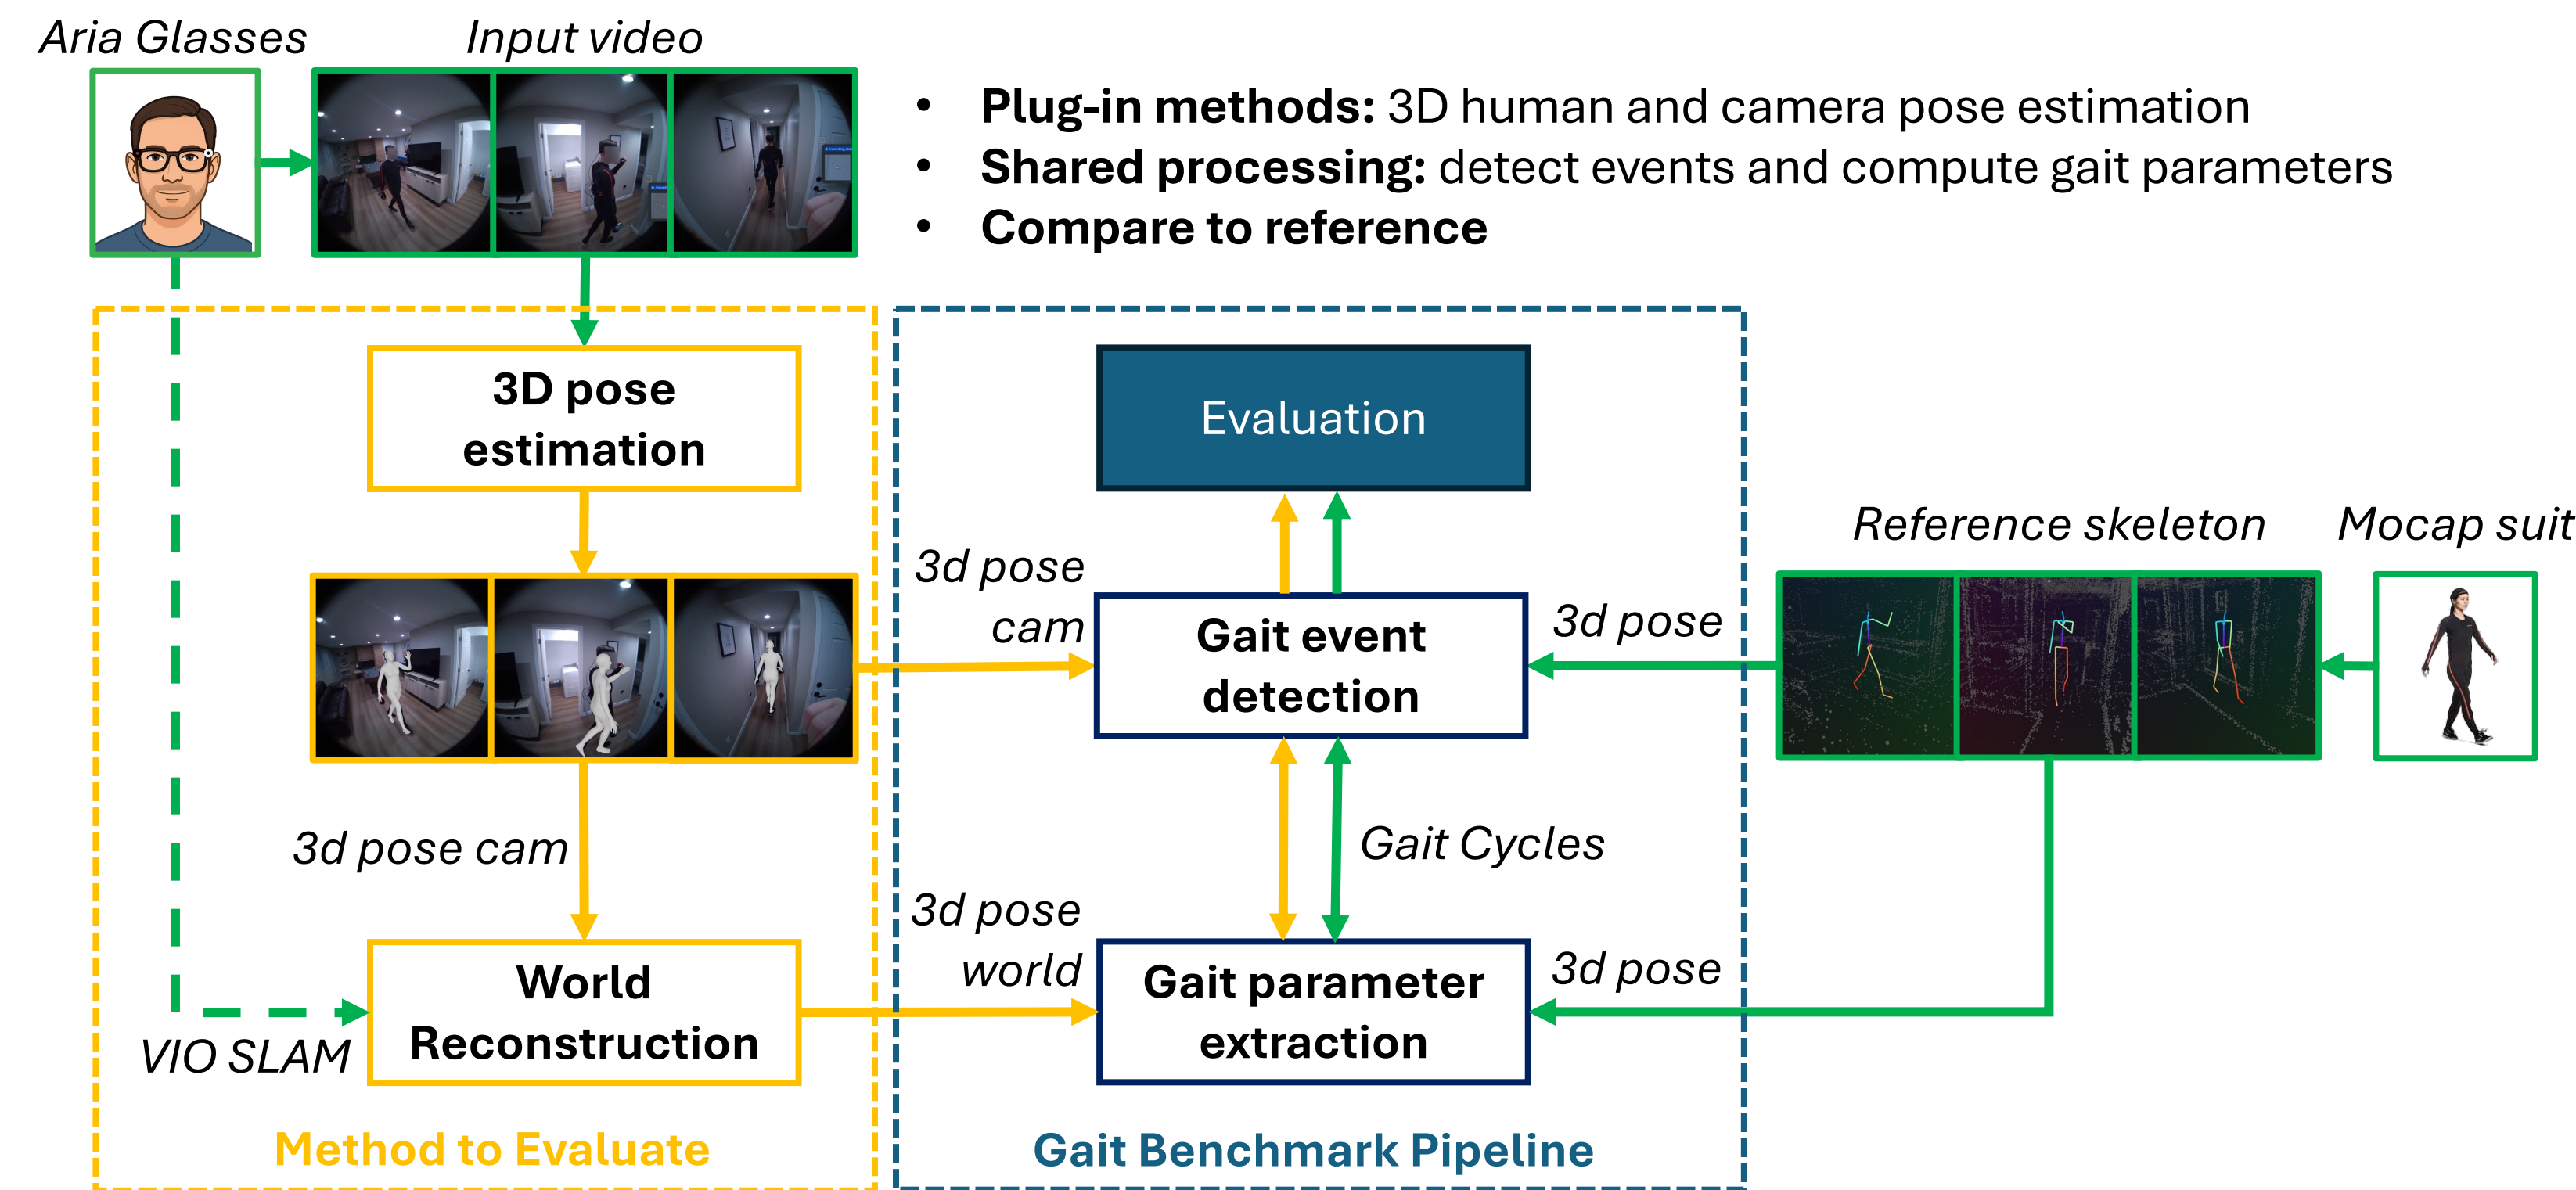 Aria Glasses
Input video
• Plug-in methods: 3D human and camera pose estimation
• Shared processing: detect events and compute gait parameters
• Compare to reference
3D pose
estimation
Evaluation
3d pose
cam
Gait event
detection
3d pose
Reference skeleton
Mocap suit
3d pose cam
Gait Cycles
3d pose
world
World
Reconstruction
Gait parameter
extraction
3d pose
VIO SLAM
Method to Evaluate
Gait Benchmark Pipeline